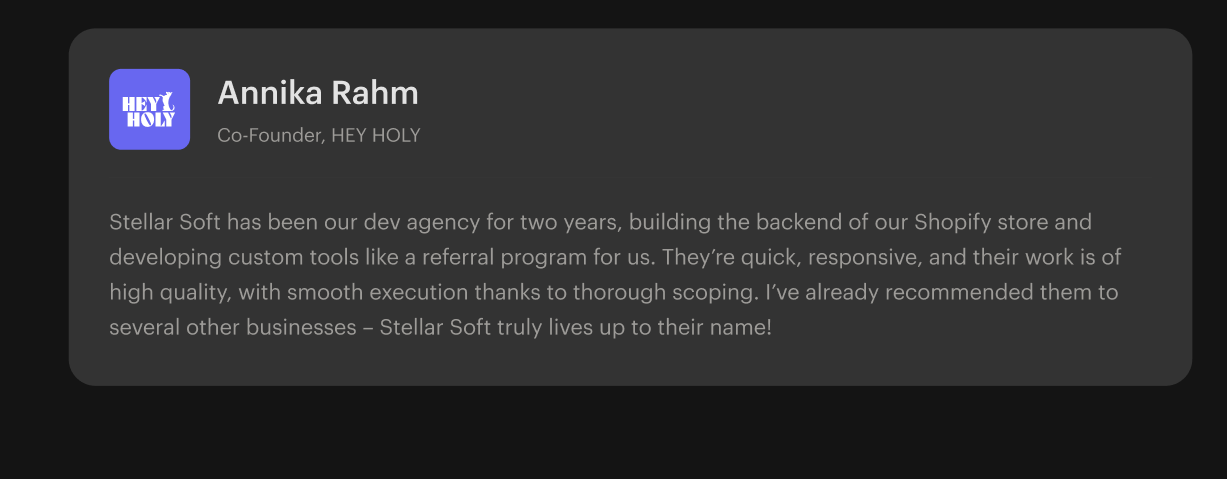 HEY
HOLY
Annika Rahm
Co-Founder, HEY HOLY
Stellar Soft has been our dev agency for two years, building the backend of our Shopify store and
developing custom tools like a referral program for us. They’re quick, responsive, and their work is of
high quality, with smooth execution thanks to thorough scoping. I’ve already recommended them to
several other businesses – Stellar Soft truly lives up to their name!